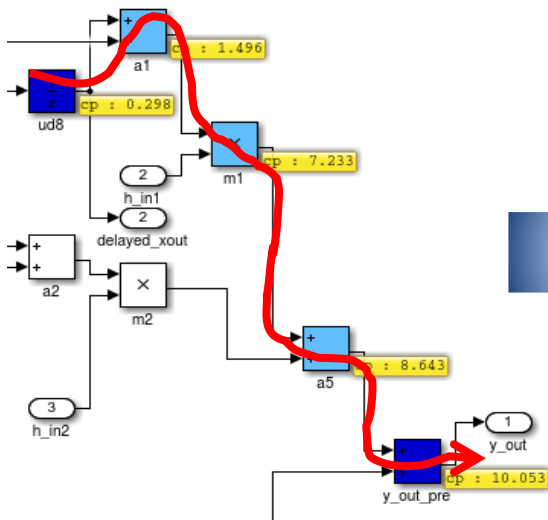 +
+
a1
cp : 1.496
z
ud8
cp : 0.298
×
m1
cp : 7.233
2
h_in1
2
delayed_xout
+
+
a2
×
m2
+
+
a5
cp : 8.643
3
h_in2
1
y_out
+
+
y_out_pre
cp : 10.053